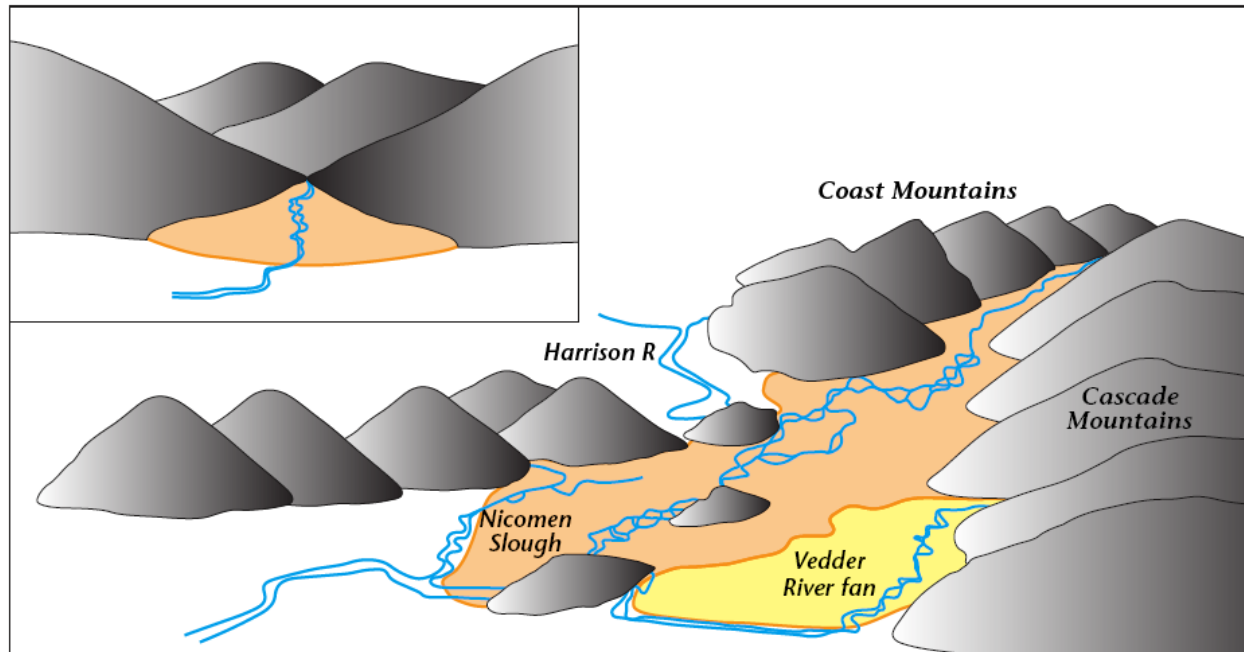 Coast Mountains
Harrison R
Cascade
Mountains
Nicomen
Slough
Vedder
River fan